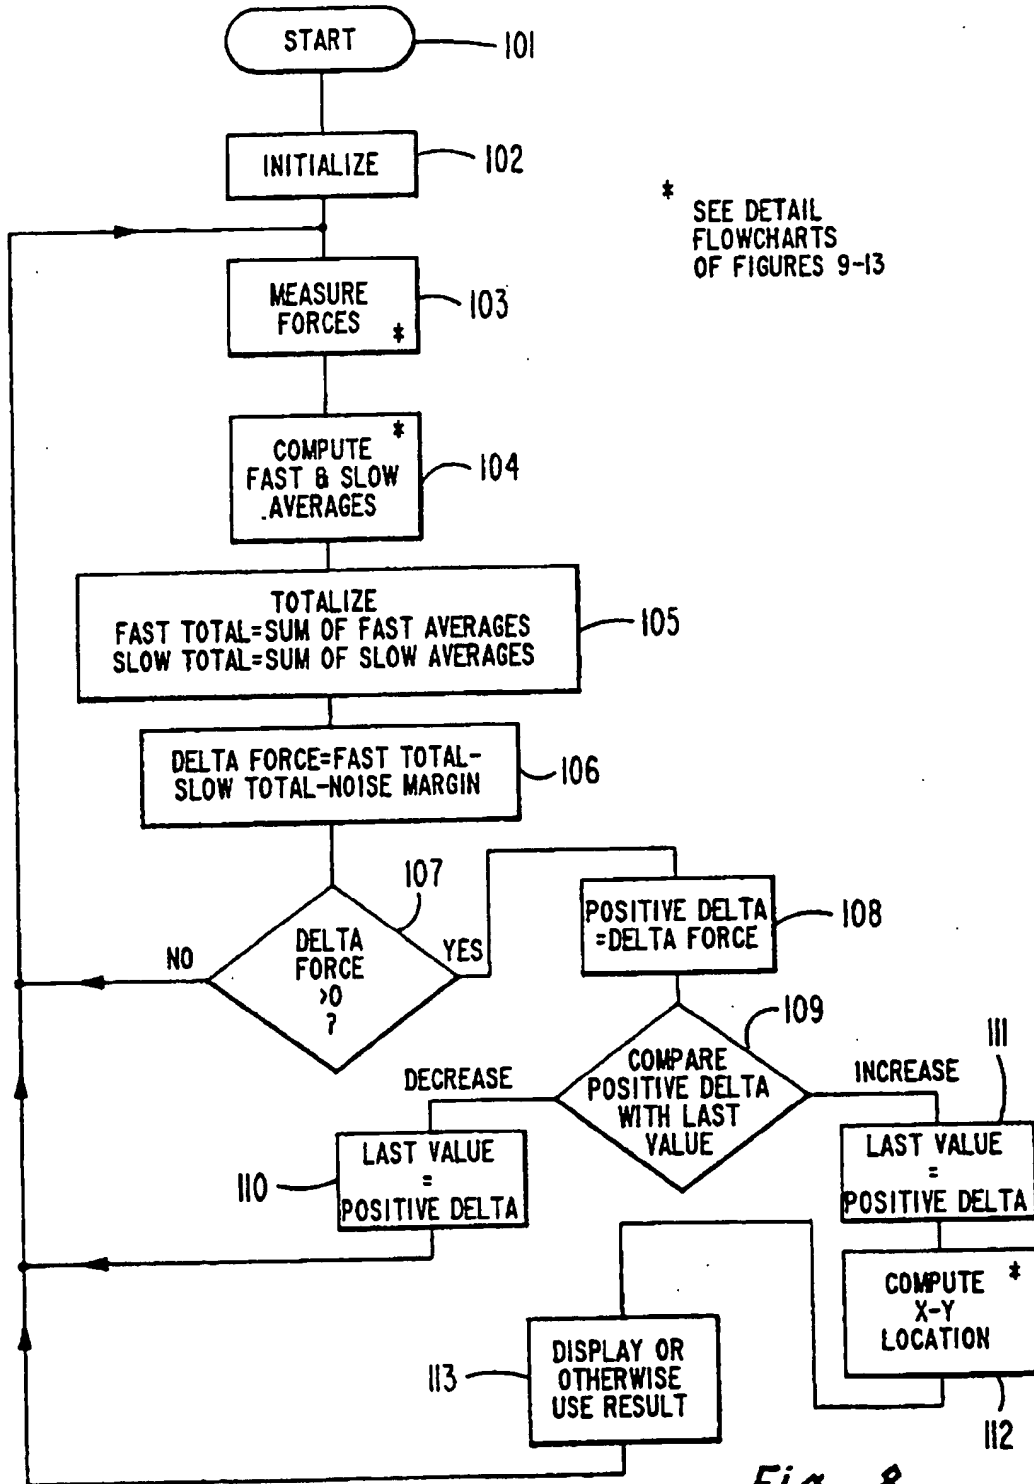 START
101
INITIALIZE
102
* SEE DETAIL
FLOWCHARTS
OF FIGURES 9-13
MEASURE
FORCES *
103
COMPUTE *
FAST & SLOW
AVERAGES
104
TOTALIZE
FAST TOTAL=SUM OF FAST AVERAGES
SLOW TOTAL=SUM OF SLOW AVERAGES
105
DELTA FORCE=FAST TOTAL-
SLOW TOTAL-NOISE MARGIN
106
107
DELTA
FORCE
>0
?
NO
YES
POSITIVE DELTA
=DELTA FORCE
108
109
COMPARE
POSITIVE DELTA
WITH LAST
VALUE
DECREASE
INCREASE
LAST VALUE
=
POSITIVE DELTA
110
111
LAST VALUE
=
POSITIVE DELTA
COMPUTE *
X-Y
LOCATION
112
DISPLAY OR
OTHERWISE
USE RESULT
113
Fig. 8